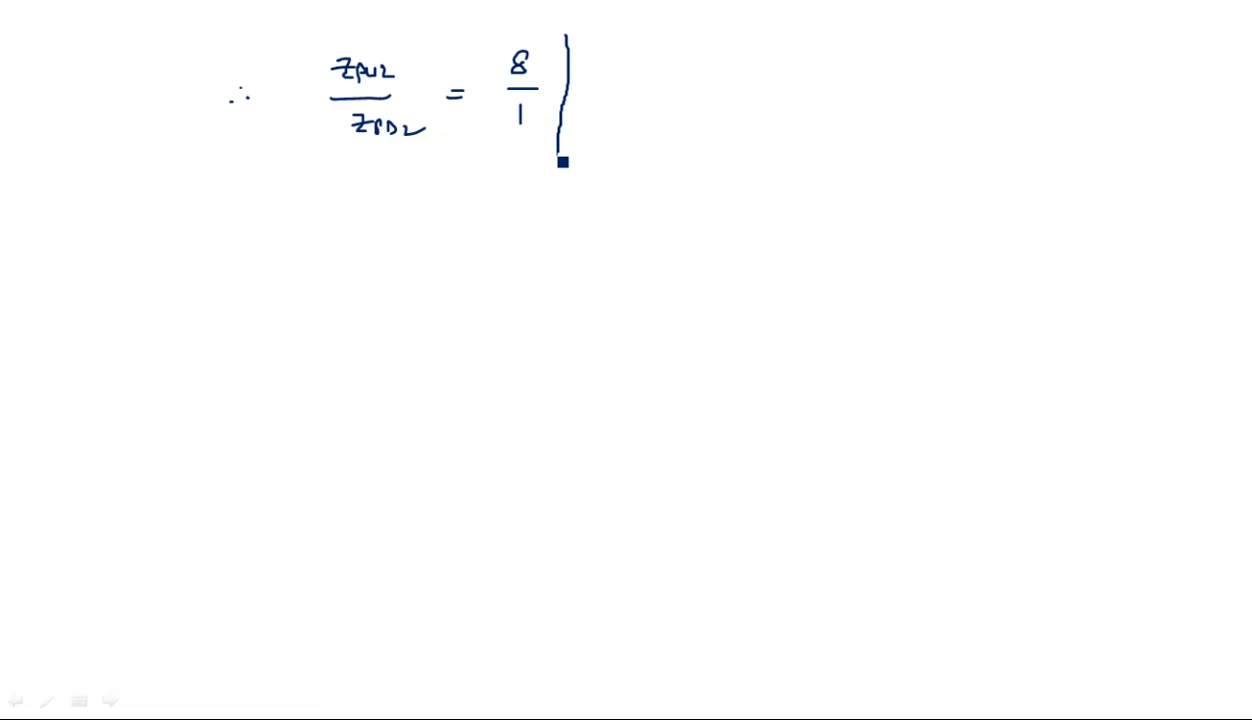 ∴ Zpu2 / Zpd2 = 8 / 1